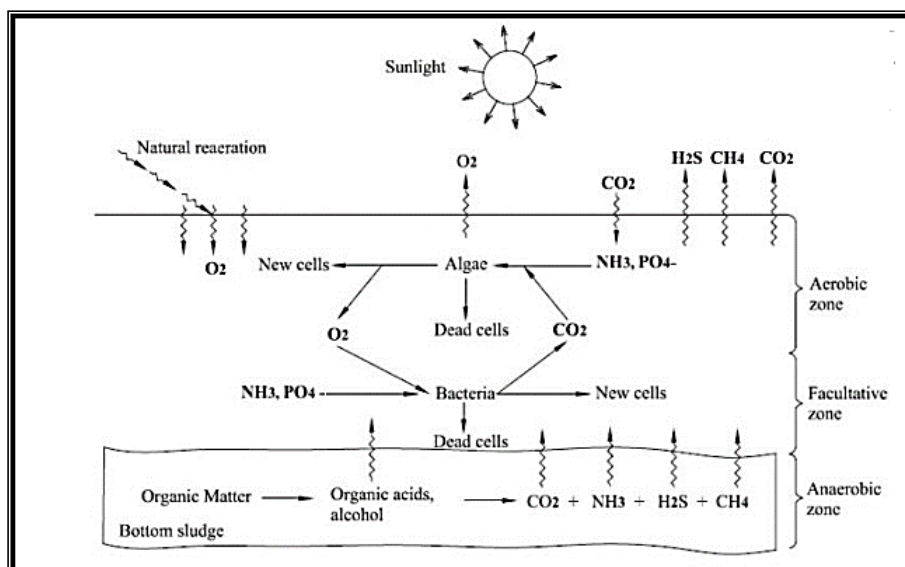 Sunlight
Natural reaeration
O2
CO2
H2S CH4 CO2
O2
New cells
Algae
NH3, PO4-
Aerobic
zone
O2
Dead cells
CO2
NH3, PO4 -
Bacteria
New cells
Facultative
zone
Dead cells
Organic Matter
Organic acids,
alcohol
CO2 + NH3 + H2S + CH4
Anaerobic
zone
Bottom sludge